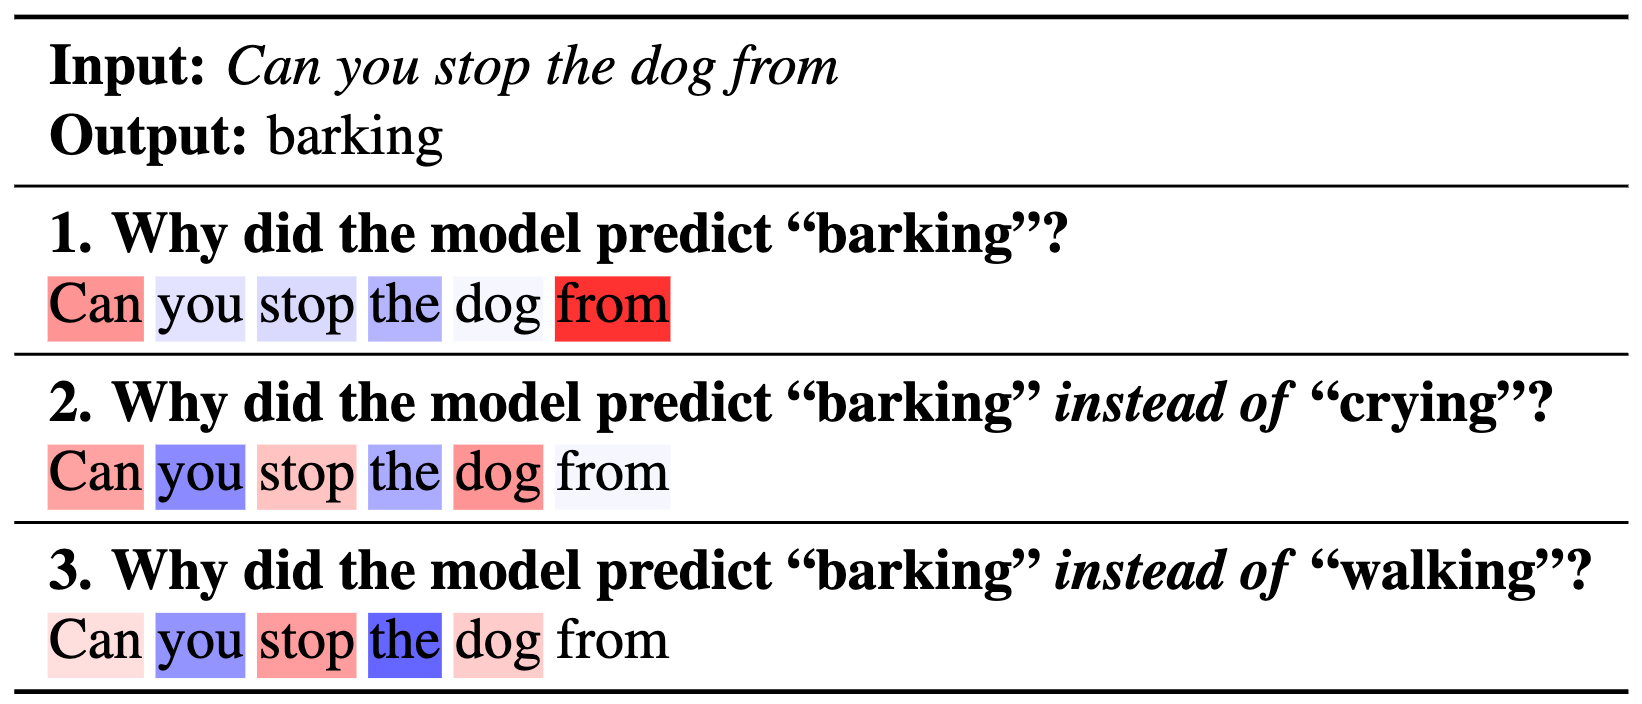 Input: Can you stop the dog from
Output: barking
1. Why did the model predict “barking”?
Can you stop the dog from
2. Why did the model predict “barking” instead of “crying”?
Can you stop the dog from
3. Why did the model predict “barking” instead of “walking”?
Can you stop the dog from